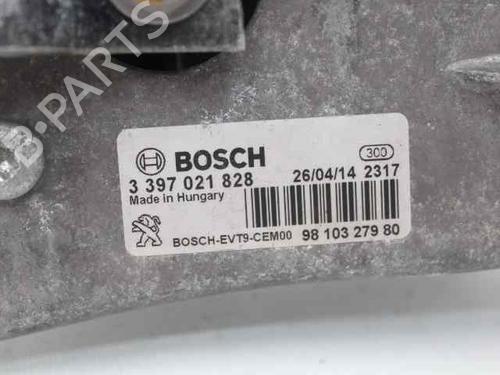 B-PARTS
BOSCH
300
3 397 021 828
26/04/14 2317
Made in Hungary
BOSCH-EVT9-CEM00
98 103 279 80